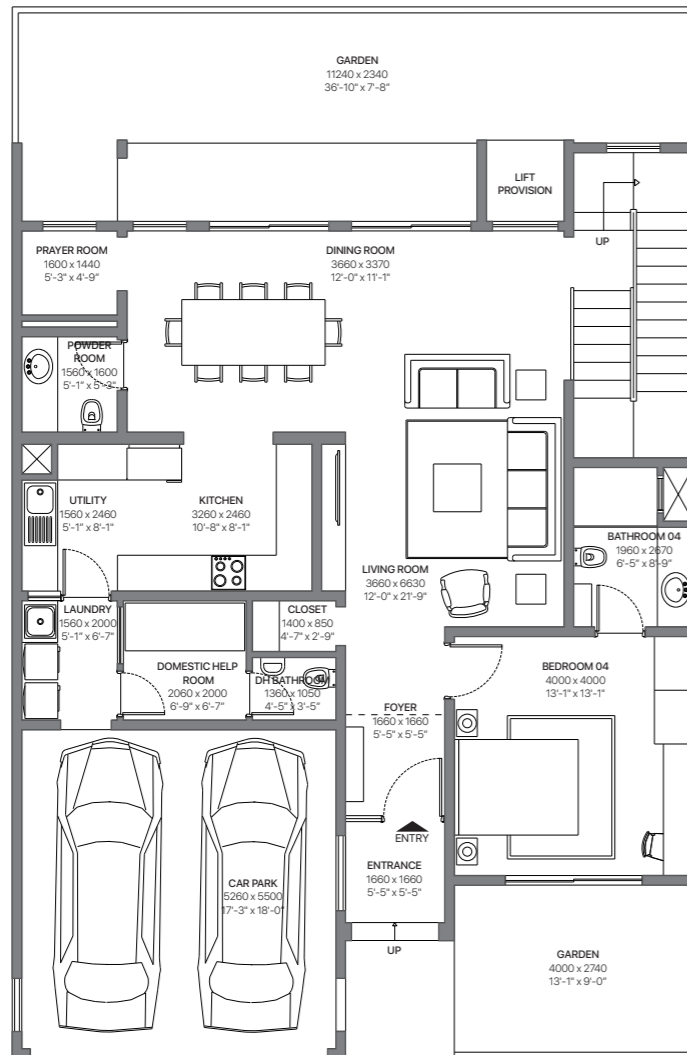 GARDEN
11240 x 2340
36'-10" x 7'-8"
LIFT
PROVISION
UP
PRAYER ROOM
1600 x 1440
5'-3" x 4'-9"
DINING ROOM
3660 x 3370
12'-0" x 11'-1"
POWDER
ROOM
1560 x 1600
5'-1" x 5'-3"
UTILITY
1560 x 2460
5'-1" x 8'-1"
KITCHEN
3260 x 2460
10'-8" x 8'-1"
BATHROOM 04
1960 x 2670
6'-5" x 8'-9"
LIVING ROOM
3660 x 6630
12'-0" x 21'-9"
LAUNDRY
1560 x 2000
5'-1" x 6'-7"
CLOSET
1400 x 850
4'-7" x 2'-9"
DOMESTIC HELP
ROOM
2060 x 2000
6'-9" x 6'-7"
DH BATHROOM
1360 x 1050
4'-5" x 3'-5"
BEDROOM 04
4000 x 4000
13'-1" x 13'-1"
FOYER
1660 x 1660
5'-5" x 5'-5"
ENTRY
ENTRANCE
1660 x 1660
5'-5" x 5'-5"
CAR PARK
5260 x 5500
17'-3" x 18'-0"
UP
GARDEN
4000 x 2740
13'-1" x 9'-0"